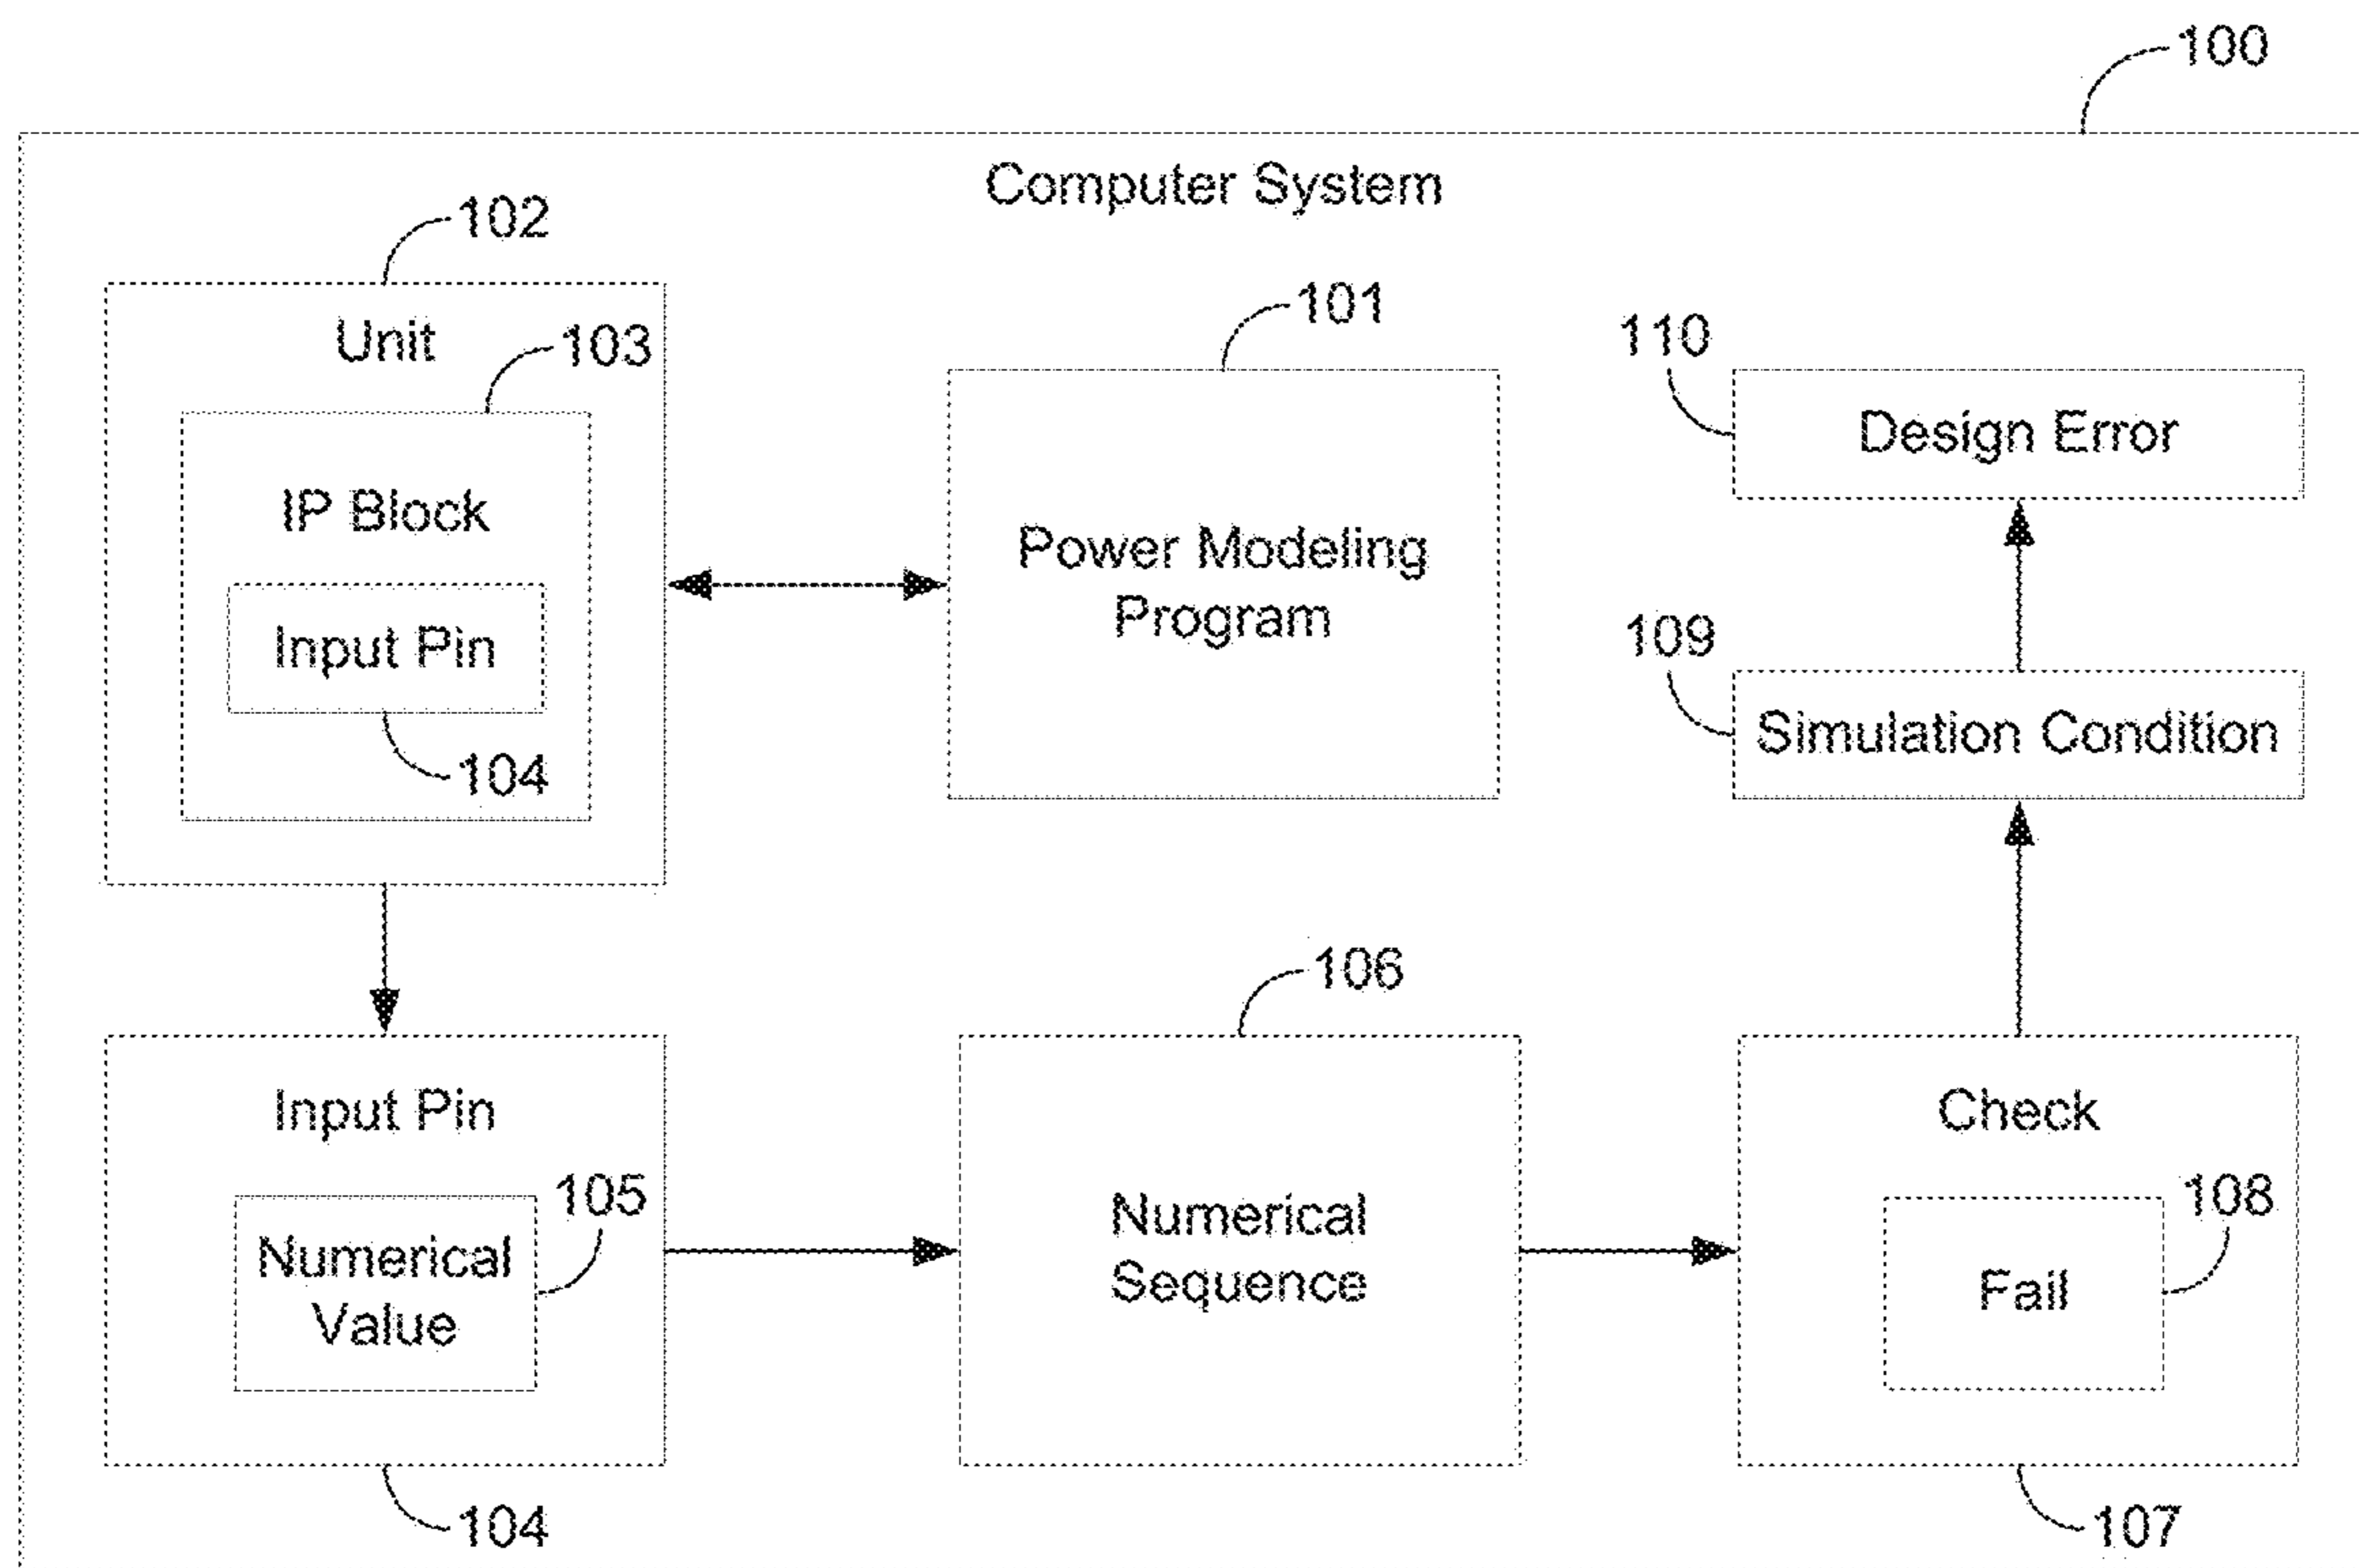 100
Computer System
102
Unit
103
IP Block
Input Pin
104
101
Power Modeling
Program
110
Design Error
109
Simulation Condition
Input Pin
105
Numerical
Value
104
106
Numerical
Sequence
Check
108
Fail
107